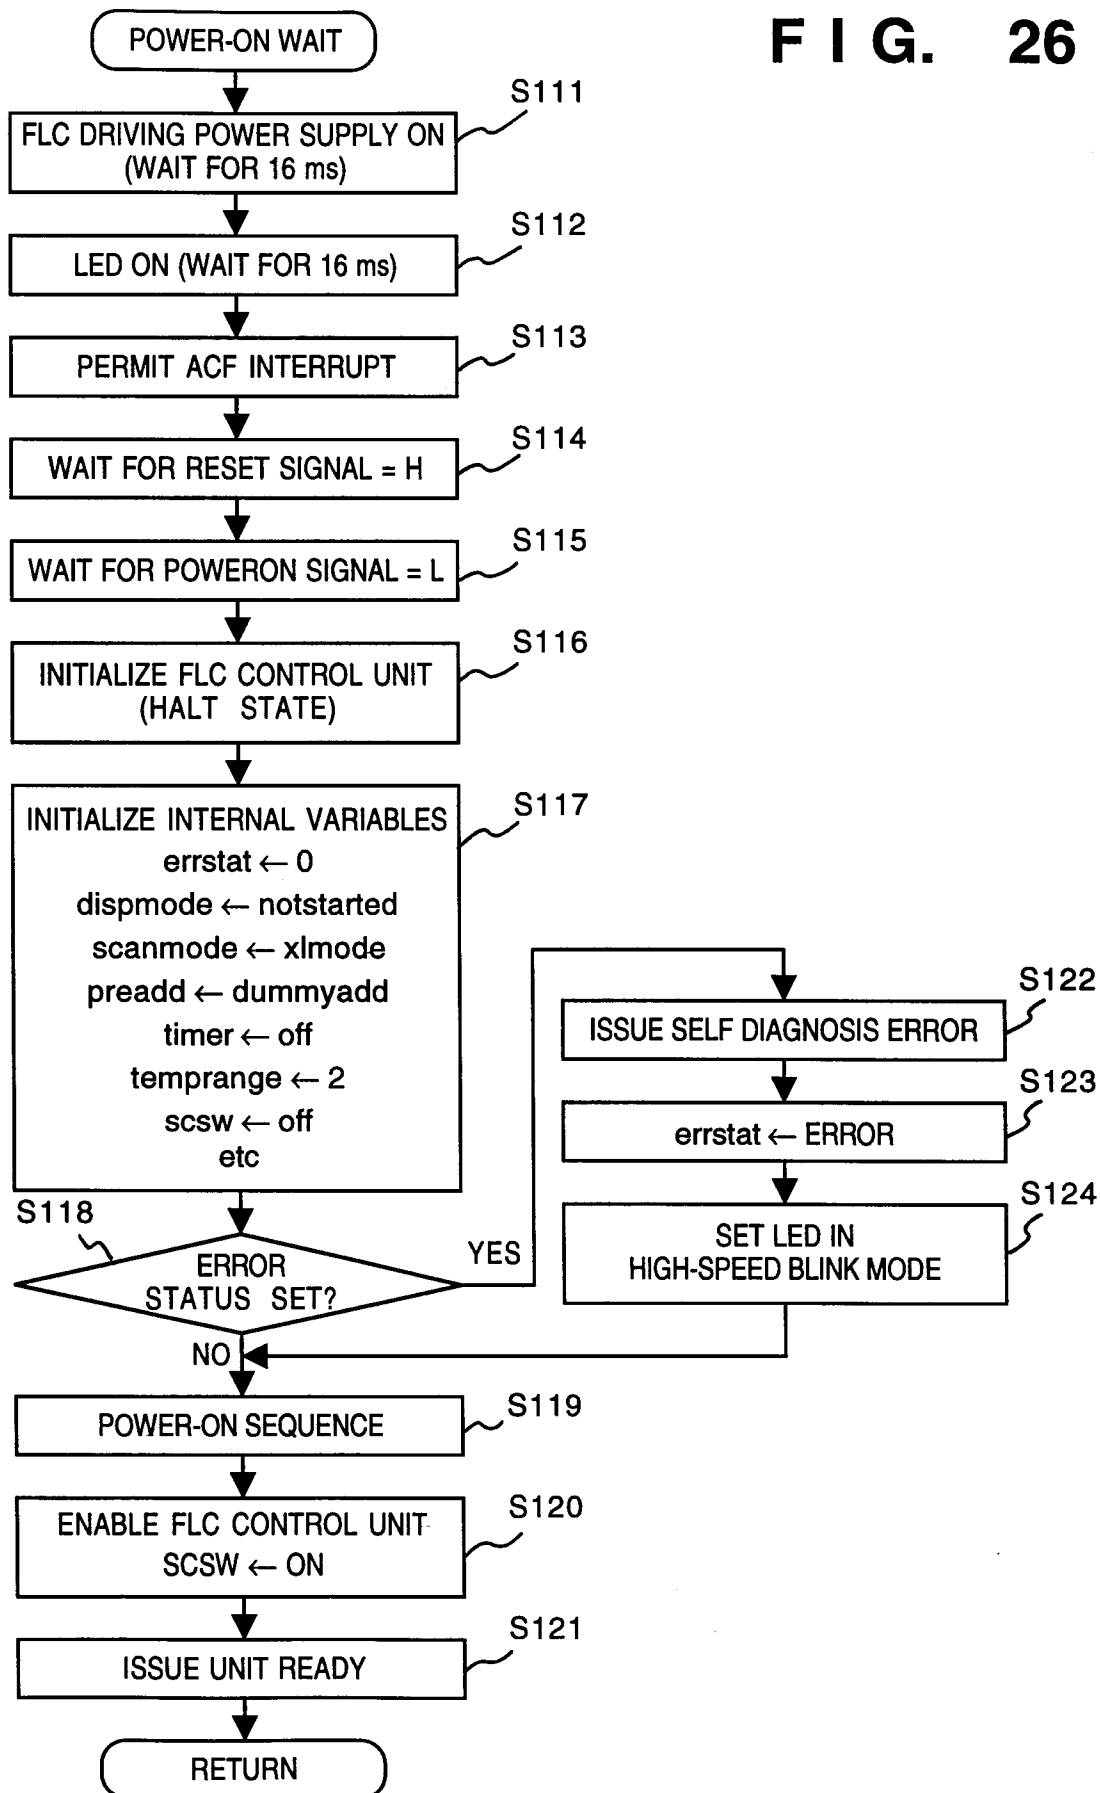 FIG. 26
POWER-ON WAIT
S111
FLC DRIVING POWER SUPPLY ON
(WAIT FOR 16 ms)
S112
LED ON (WAIT FOR 16 ms)
S113
PERMIT ACF INTERRUPT
S114
WAIT FOR RESET SIGNAL = H
S115
WAIT FOR POWERON SIGNAL = L
S116
INITIALIZE FLC CONTROL UNIT
(HALT STATE)
S117
INITIALIZE INTERNAL VARIABLES
errstat ← 0
dispmode ← notstarted
scanmode ← xlmode
preadd ← dummyadd
timer ← off
temprange ← 2
scsw ← off
etc
S118
ERROR
STATUS SET?
YES
NO
S122
ISSUE SELF DIAGNOSIS ERROR
S123
errstat ← ERROR
S124
SET LED IN
HIGH-SPEED BLINK MODE
S119
POWER-ON SEQUENCE
S120
ENABLE FLC CONTROL UNIT
SCSW ← ON
S121
ISSUE UNIT READY
RETURN